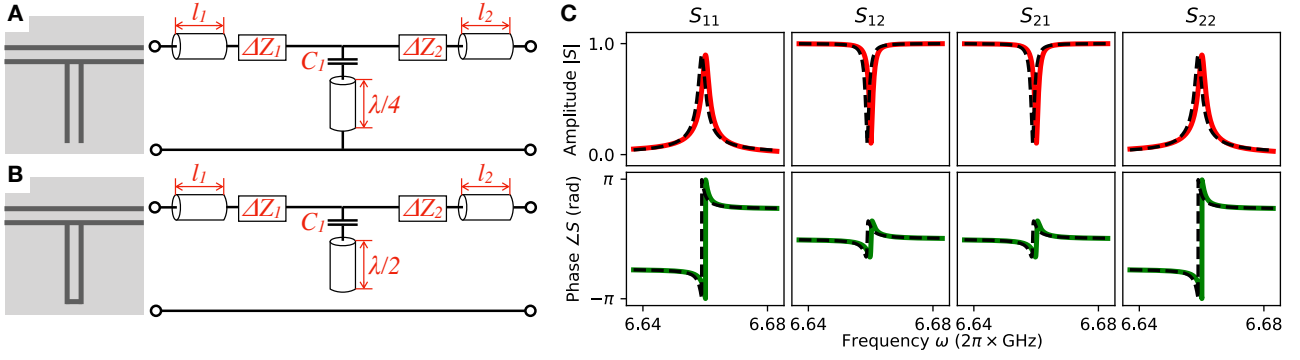 A
l1
ΔZ1
C1
λ/4
ΔZ2
l2
B
l1
ΔZ1
C1
λ/2
ΔZ2
l2
C
S11 S12 S21 S22
Amplitude |S|
1.0
0.0
Phase ∠S (rad)
π
−π
6.64 6.68 6.64 6.68 6.64 6.68 6.64 6.68
Frequency ω (2π × GHz)